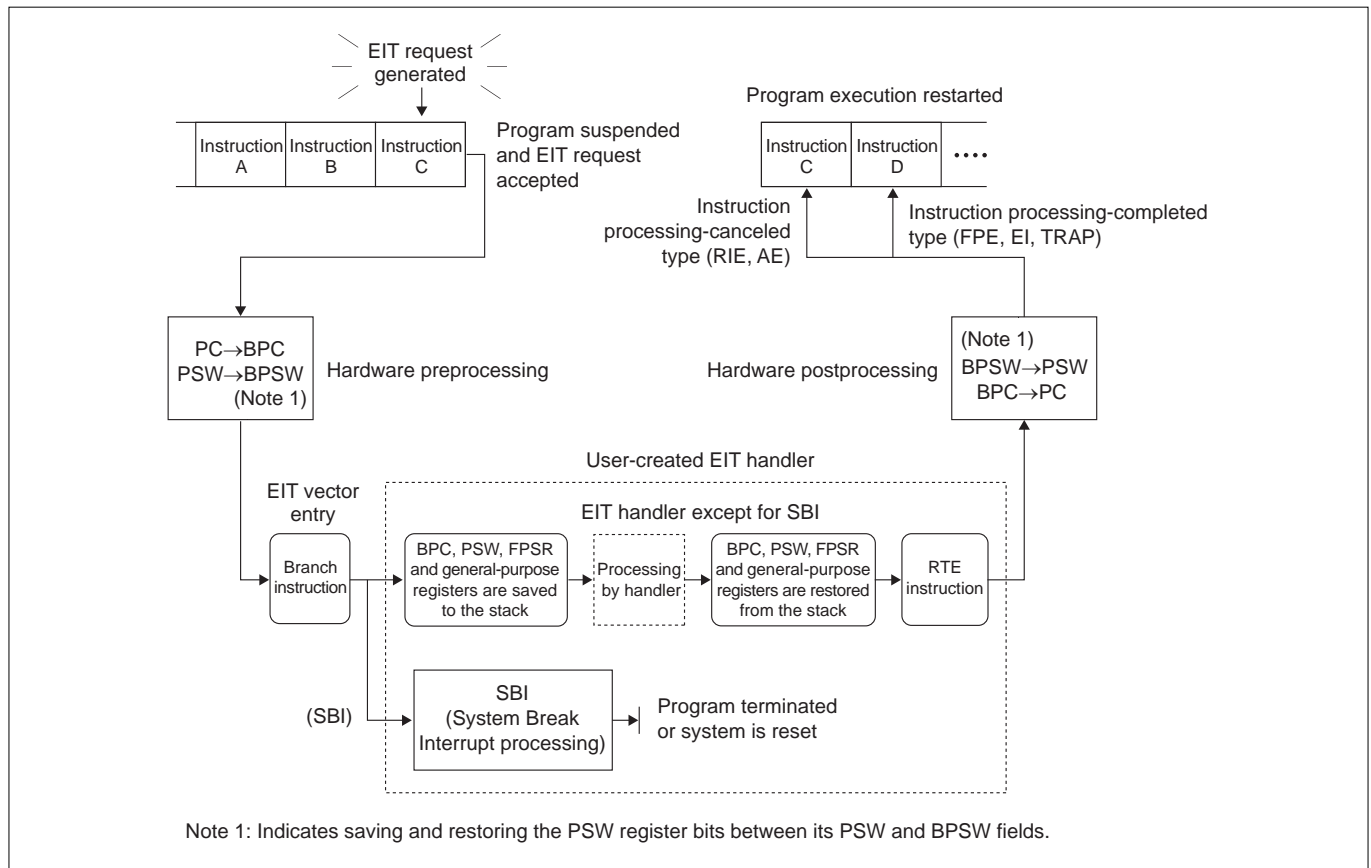 EIT request
generated
Program execution restarted
Instruction
A
Instruction
B
Instruction
C
Program suspended
and EIT request
accepted
Instruction
C
Instruction
D
....
Instruction
processing-canceled
type (RIE, AE)
Instruction processing-completed
type (FPE, EI, TRAP)
PC→BPC
PSW→BPSW
(Note 1)
Hardware preprocessing
Hardware postprocessing
(Note 1)
BPSW→PSW
BPC→PC
User-created EIT handler
EIT vector
entry
EIT handler except for SBI
Branch
instruction
BPC, PSW, FPSR
and general-purpose
registers are saved
to the stack
Processing
by handler
BPC, PSW, FPSR
and general-purpose
registers are restored
from the stack
RTE
instruction
(SBI)
SBI
(System Break
Interrupt processing)
Program terminated
or system is reset
Note 1: Indicates saving and restoring the PSW register bits between its PSW and BPSW fields.